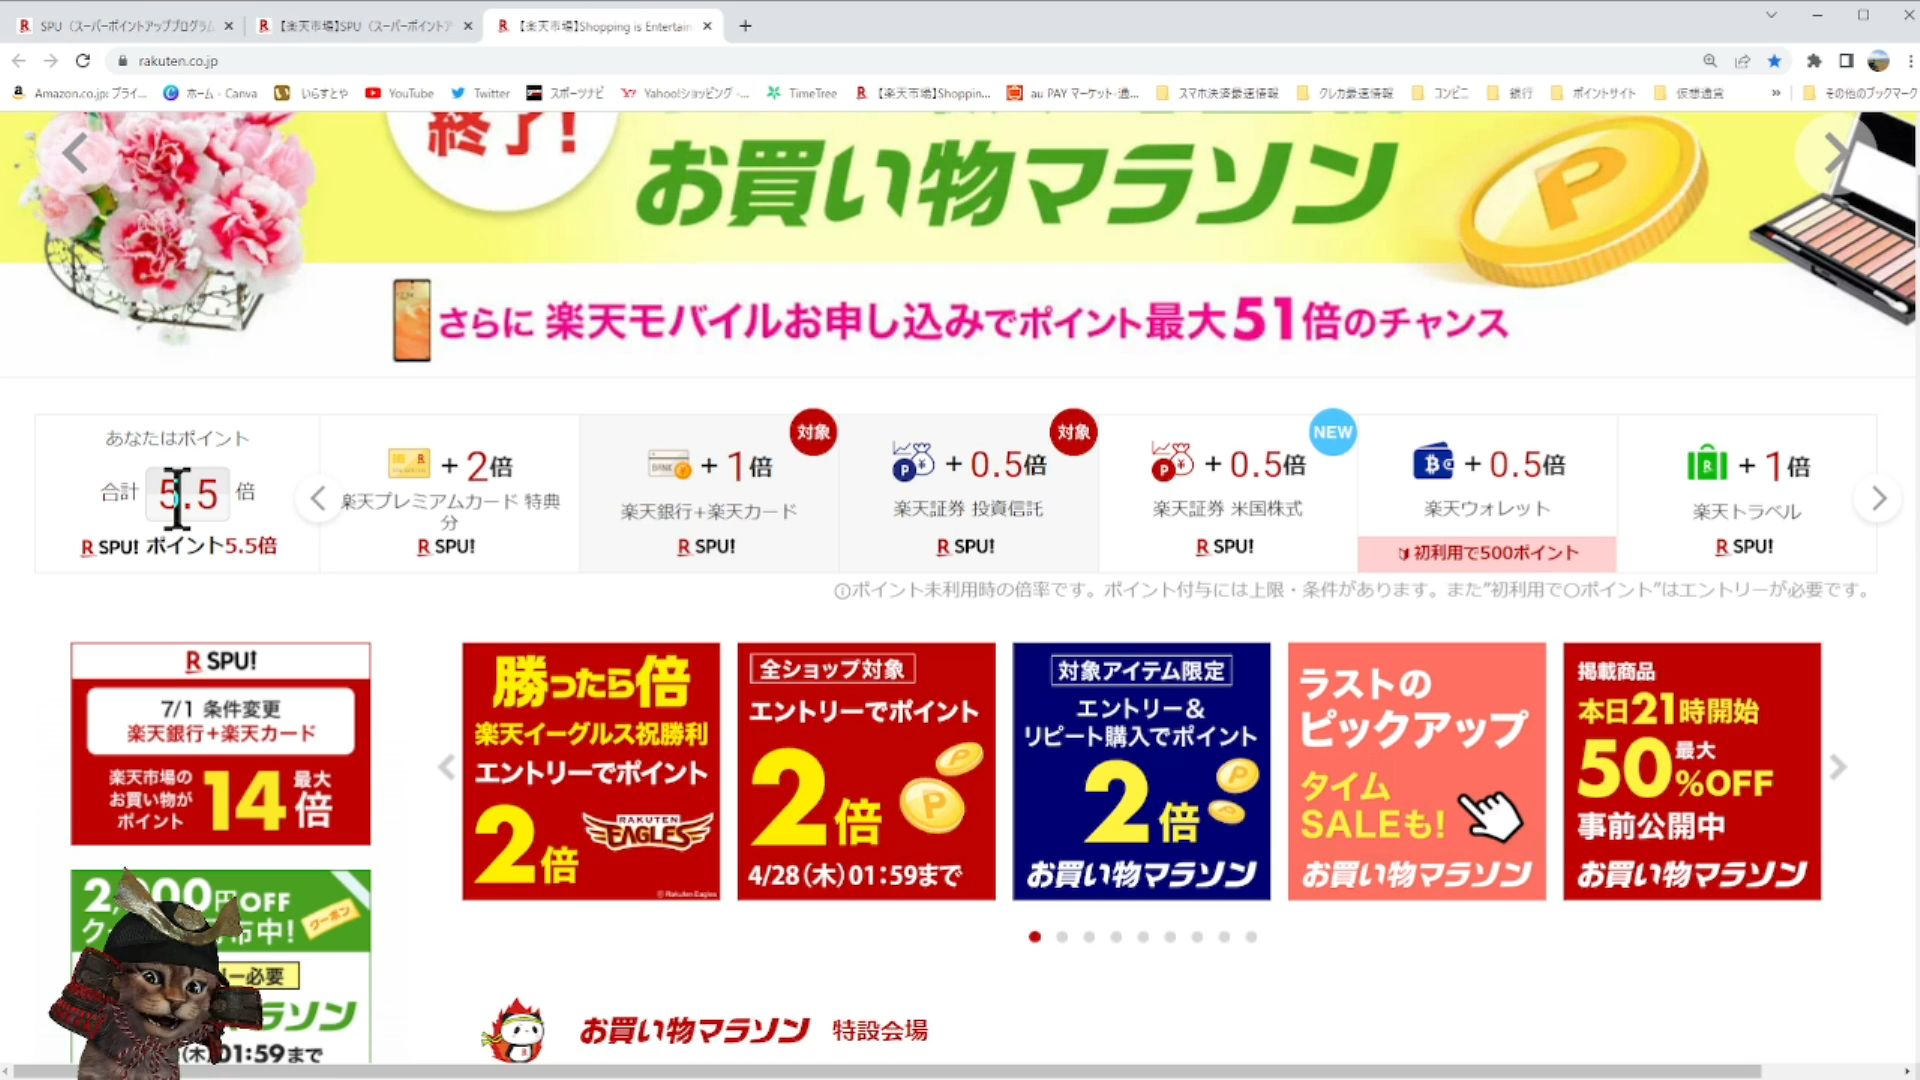 SPU（スーパーポイントアッププログラム
【楽天市場】SPU（スーパーポイントア
【楽天市場】Shopping is Entertain
rakuten.co.jp
Amazon.co.jp: プライ...
ホーム - Canva
いらすとや
YouTube
Twitter
スポーツナビ
Yahoo!ショッピング -...
TimeTree
【楽天市場】Shoppin...
au PAY マーケット-通...
スマホ決済最速情報
クレカ最速情報
コンビニ
銀行
ポイントサイト
仮想通貨
»
その他のブックマーク
終了!
お買い物マラソン
P
さらに 楽天モバイルお申し込みでポイント最大51倍のチャンス
あなたはポイント
合計 5.5 倍
R SPU! ポイント5.5倍
+ 2倍
楽天プレミアムカード 特典
分
R SPU!
対象
BANK + 1倍
楽天銀行+楽天カード
R SPU!
対象
+ 0.5倍
楽天証券 投資信託
R SPU!
NEW
+ 0.5倍
楽天証券 米国株式
R SPU!
+ 0.5倍
楽天ウォレット
初利用で500ポイント
+ 1倍
楽天トラベル
R SPU!
ⓘポイント未利用時の倍率です。ポイント付与には上限・条件があります。また”初利用で〇ポイント”はエントリーが必要です。
R SPU!
7/1 条件変更
楽天銀行+楽天カード
楽天市場の
お買い物が
ポイント
14
最大
倍
勝ったら倍
楽天イーグルス祝勝利
エントリーでポイント
2倍
RAKUTEN
EAGLES
© Rakuten Eagles
全ショップ対象
エントリーでポイント
2倍
4/28(木)01:59まで
対象アイテム限定
エントリー&
リピート購入でポイント
2倍
お買い物マラソン
ラストの
ピックアップ
タイム
SALEも!
お買い物マラソン
掲載商品
本日21時開始
最大
50%OFF
事前公開中
お買い物マラソン
円OFF
クーポン
市中!
ー必要
ラソン
(木)01:59まで
お買い物マラソン 特設会場